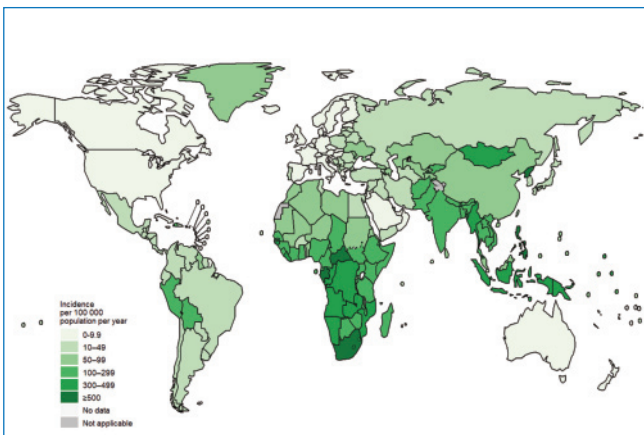 Incidence
per 100 000
population per year
0-9.9
10–49
50–99
100-299
300–499
≥500
No data
Not applicable